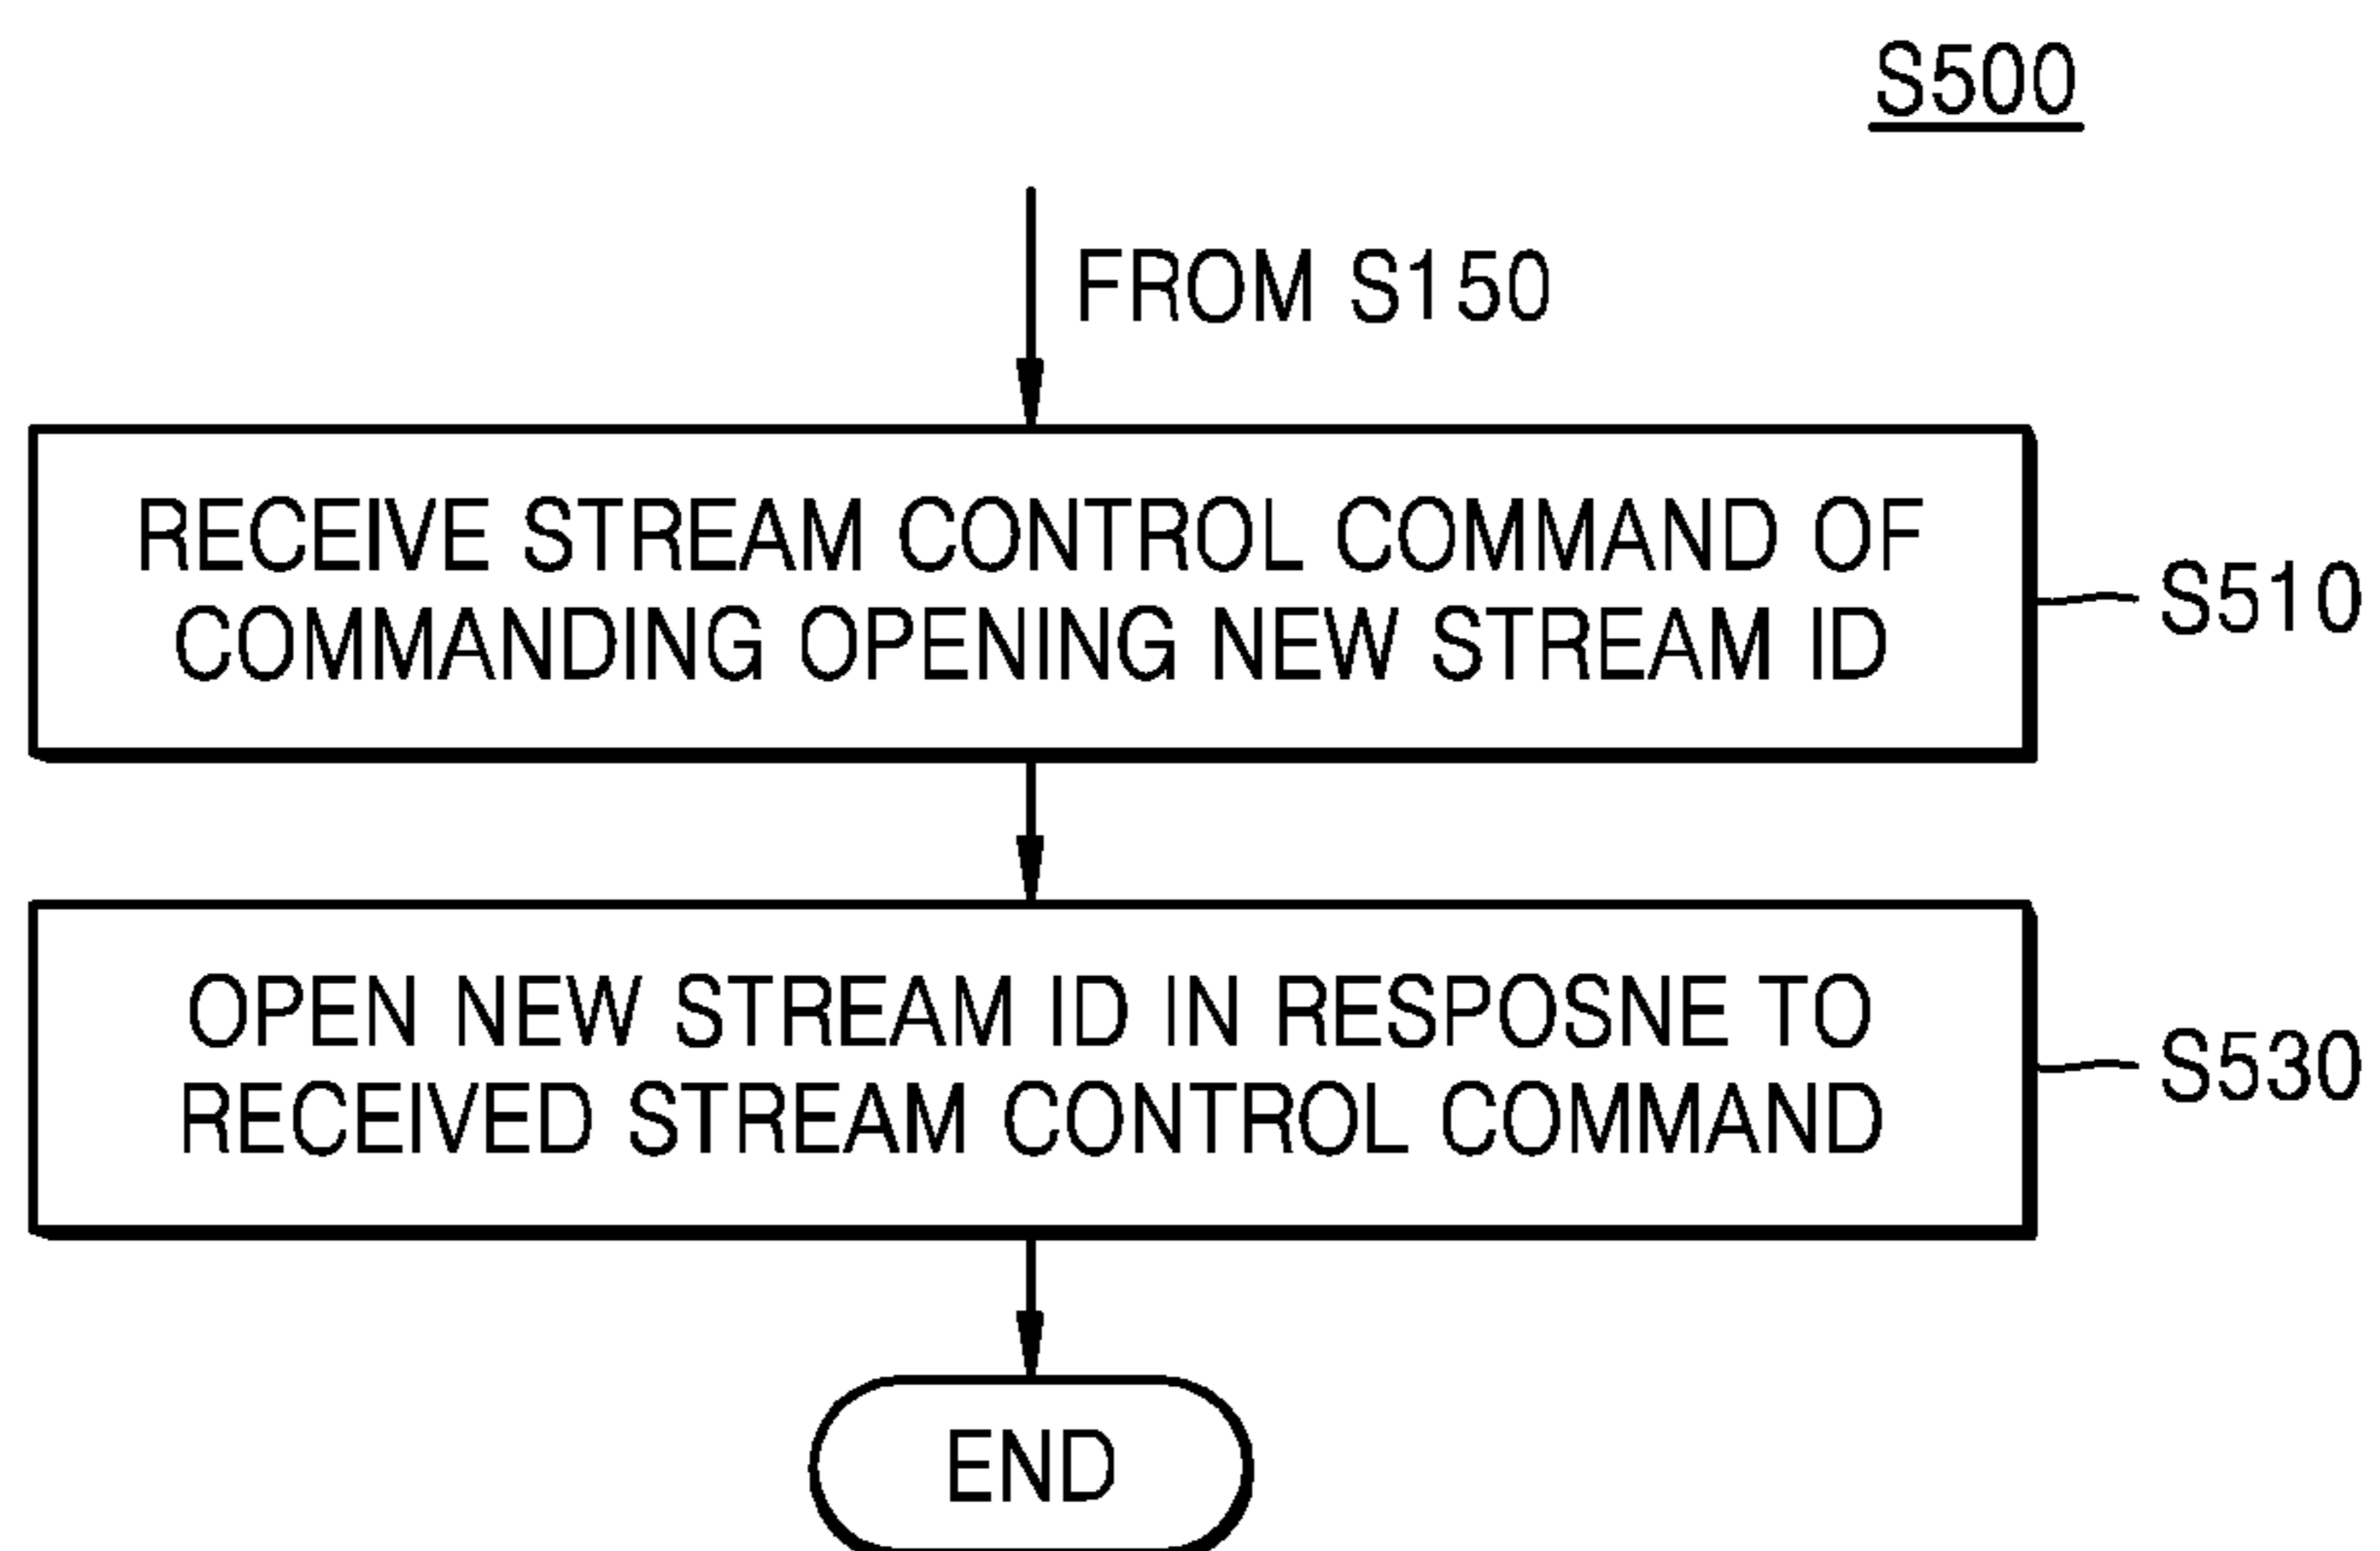 S500
FROM S150
RECEIVE STREAM CONTROL COMMAND OF
COMMANDING OPENING NEW STREAM ID
S510
OPEN NEW STREAM ID IN RESPOSNE TO
RECEIVED STREAM CONTROL COMMAND
S530
END